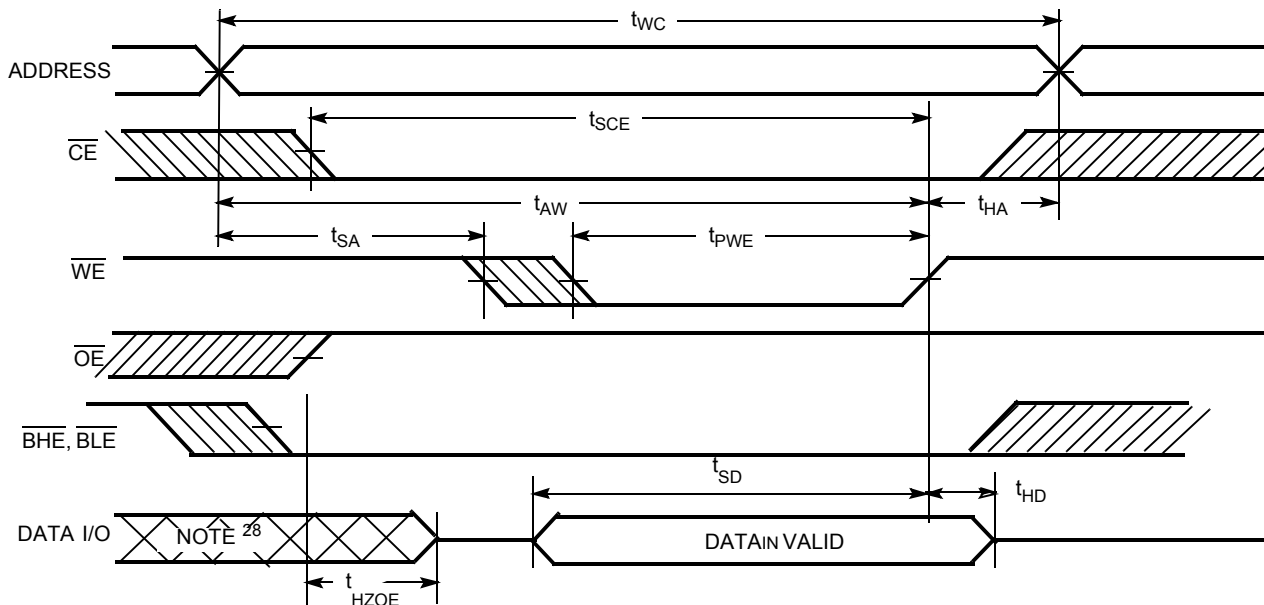 tWC
ADDRESS
tSCE
CE
tAW
tHA
tSA
tPWE
WE
OE
BHE, BLE
tSD
tHD
DATA I/O
NOTE 28
DATAIN VALID
tHZOE